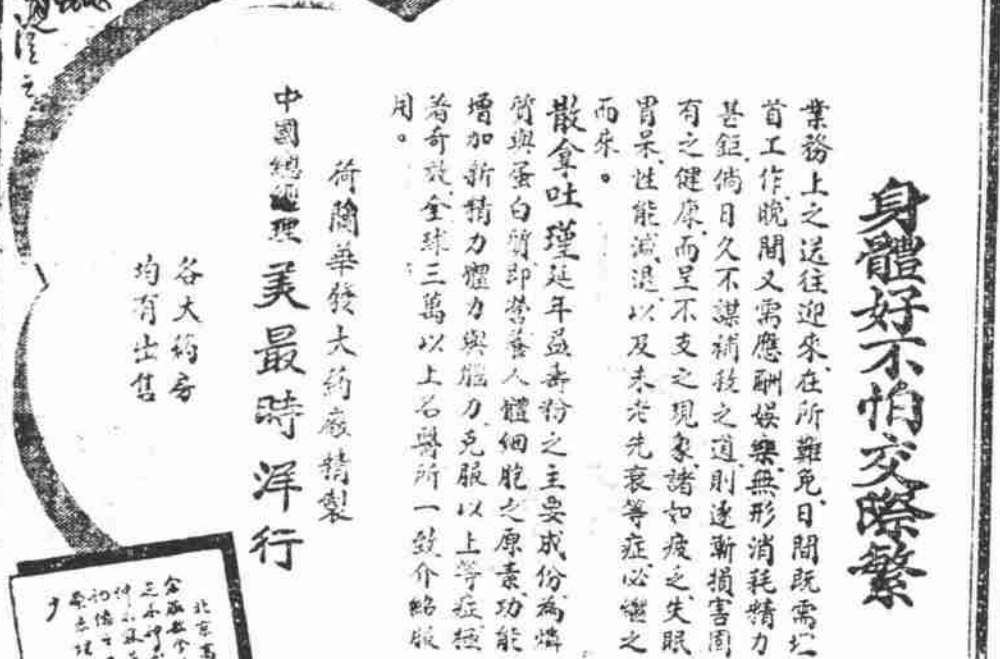 身體好不怕交際繁
業務上之送往迎來、在所難免、日間既需埋
首工作、晚間又需應酬娛樂、無形消耗精力
甚鉅、倘日久不謀補救之道、則逐漸損害固
有之健康、而呈不支之現象、諸如疲乏、失眠
胃呆、性能減退、以及未老先衰等症、必繼之
而來。
散拿吐瑾延年益壽粉之主要成份為燐
質與蛋白質、即營養人體細胞之原素、功能
增加新精力體力與腦力、克服以上等症、極
著奇效、全球三萬以上名醫所一致介紹服
用。
荷蘭華發大药廠精製
中國總經理 美最時洋行
各大药房
均有出售
北京高